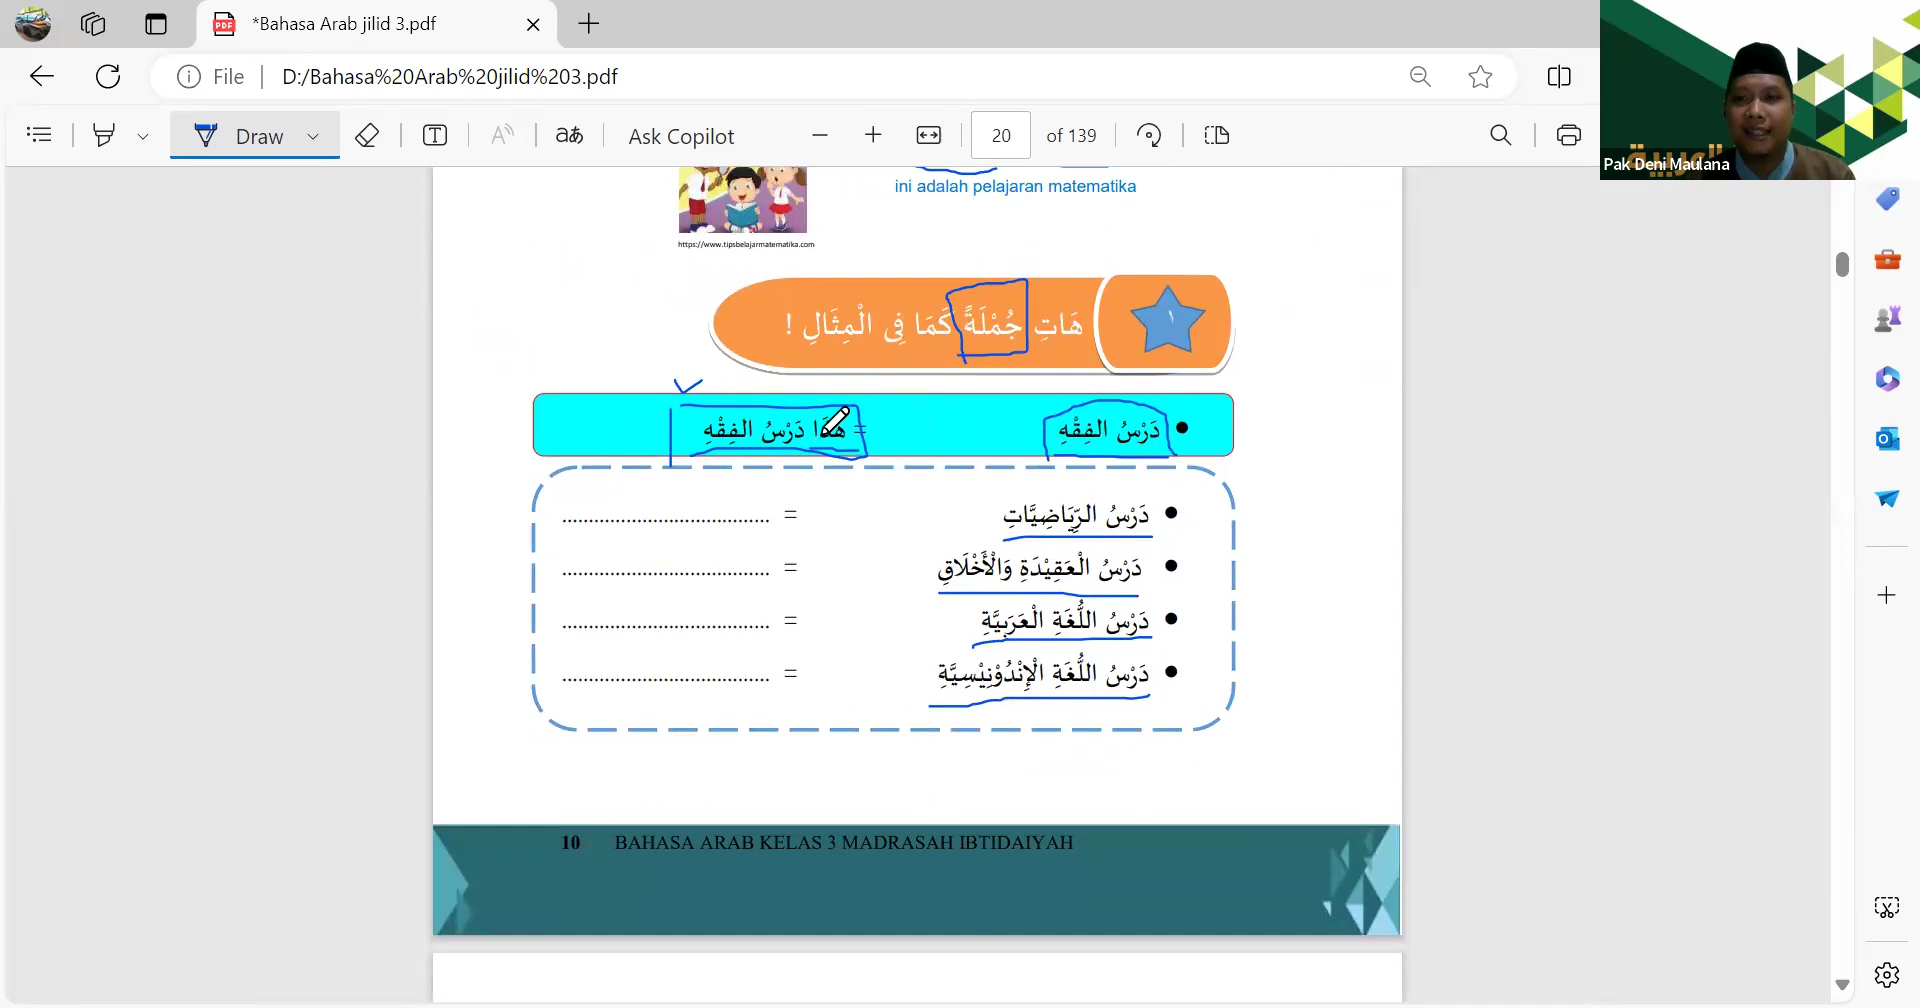 *Bahasa Arab jilid 3.pdf
File
D:/Bahasa%20Arab%20jilid%203.pdf
Draw
aあ
Ask Copilot
20 of 139
Pak Deni Maulana
ini adalah pelajaran matematika
https://www.tipsbelajarmatematika.com
١ هَاتِ جُمْلَةً كَمَا فِى الْمِثَالِ !
• دَرْسُ الفِقْهِ = هَذَا دَرْسُ الفِقْهِ
• دَرْسُ الرِّيَاضِيَّاتِ = .......................................
• دَرْسُ الْعَقِيْدَةِ وَالْأَخْلَاقِ = .......................................
• دَرْسُ اللُّغَةِ الْعَرَبِيَّةِ = .......................................
• دَرْسُ اللُّغَةِ الْإِنْدُوْنِيْسِيَّةِ = .......................................
10 BAHASA ARAB KELAS 3 MADRASAH IBTIDAIYAH